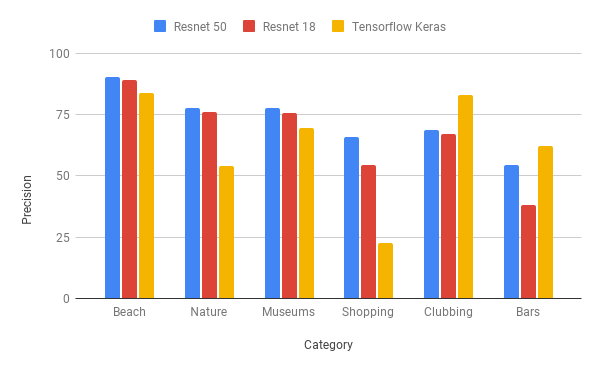 Resnet 50 Resnet 18 Tensorflow Keras
100
75
50
25
0
Precision
Beach Nature Museums Shopping Clubbing Bars
Category